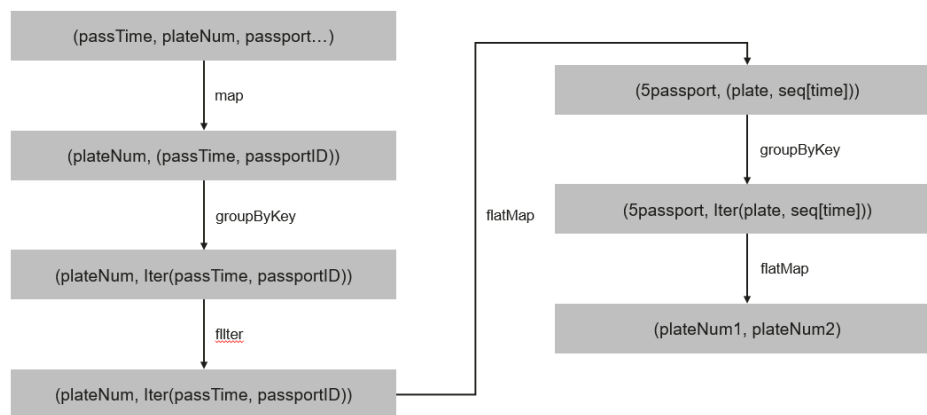 (passTime, plateNum, passport…)
map
(plateNum, (passTime, passportID))
groupByKey
(plateNum, Iter(passTime, passportID))
fllter
(plateNum, Iter(passTime, passportID))
flatMap
(5passport, (plate, seq[time]))
groupByKey
(5passport, Iter(plate, seq[time]))
flatMap
(plateNum1, plateNum2)